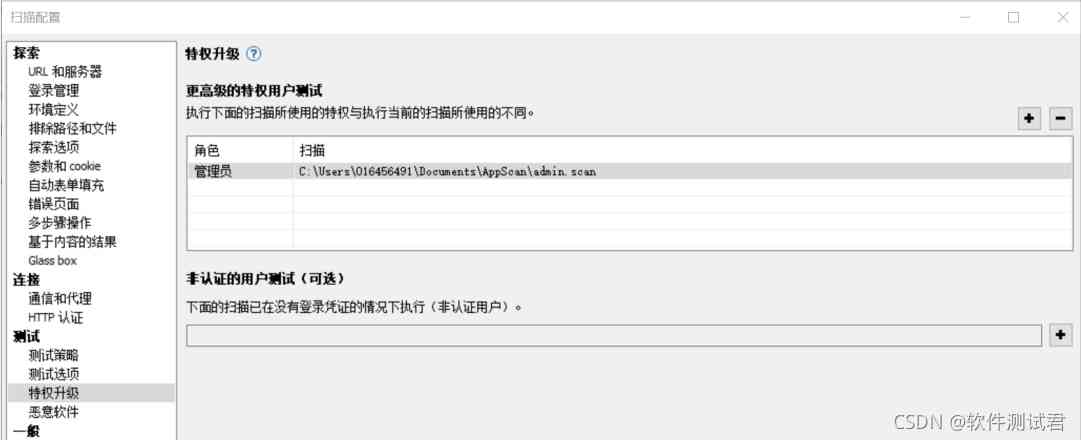 扫描配置
探索
URL 和服务器
登录管理
环境定义
排除路径和文件
探索选项
参数和 cookie
自动表单填充
错误页面
多步骤操作
基于内容的结果
Glass box
连接
通信和代理
HTTP 认证
测试
测试策略
测试选项
特权升级
恶意软件
一般
特权升级 ?
更高级的特权用户测试
执行下面的扫描所使用的特权与执行当前的扫描所使用的不同。
角色 扫描
管理员 C:\Users\016456491\Documents\AppScan\admin.scan
非认证的用户测试（可选）
下面的扫描已在没有登录凭证的情况下执行（非认证用户）。
CSDN @软件测试君